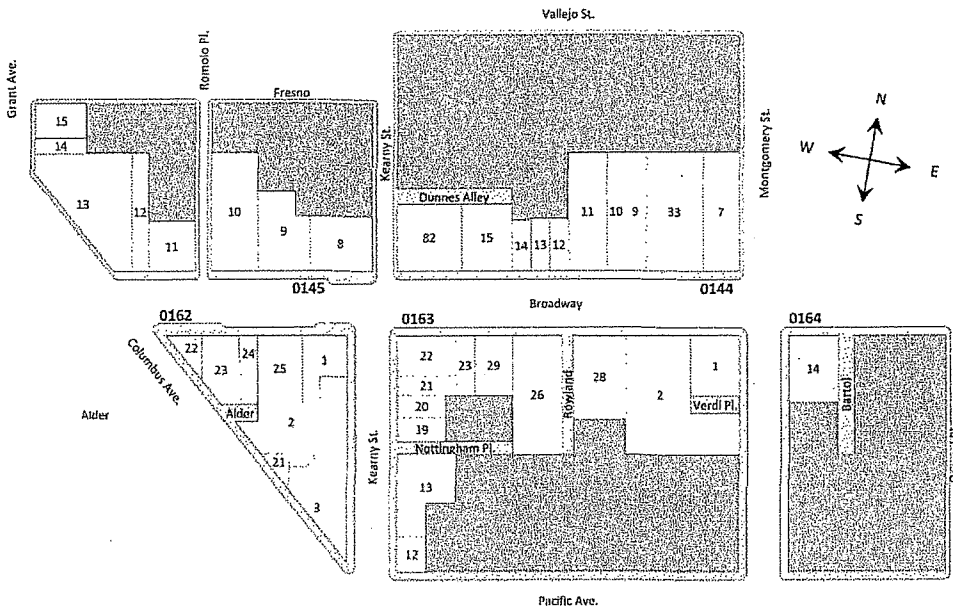 Vallejo St.
Grant Ave.
Romolo Pl.
Fresno
Kearny St.
Montgomery St.
N
W
E
S
15
14
13
12
11
10
9
8
Dunnes Alley
82
15
14
13
12
11
10
9
33
7
0145
0144
Broadway
0162
0163
0164
Columbus Ave.
22
23
24
25
1
Alder
Alder
2
21
3
Kearny St.
22
23
29
21
20
19
26
Rowland
28
2
1
Verdi Pl.
Nottingham Pl.
13
12
14
Bartol
Pacific Ave.